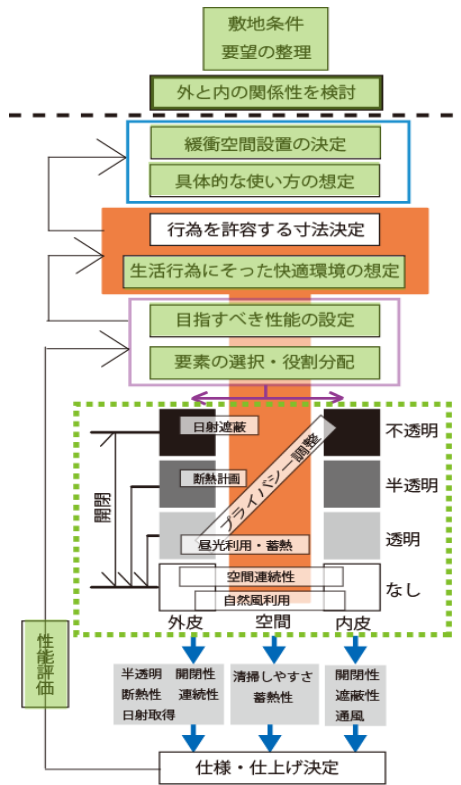 敷地条件
要望の整理
外と内の関係性を検討
緩衝空間設置の決定
具体的な使い方の想定
行為を許容する寸法決定
生活行為にそった快適環境の想定
目指すべき性能の設定
要素の選択・役割分配
日射遮蔽
不透明
プライバシー調整
断熱計画
半透明
開閉
昼光利用・蓄熱
透明
空間連続性
なし
自然風利用
外皮
空間
内皮
性能評価
半透明 開閉性
断熱性 連続性
日射取得
清掃しやすさ
蓄熱性
開閉性
遮蔽性
通風
仕様・仕上げ決定